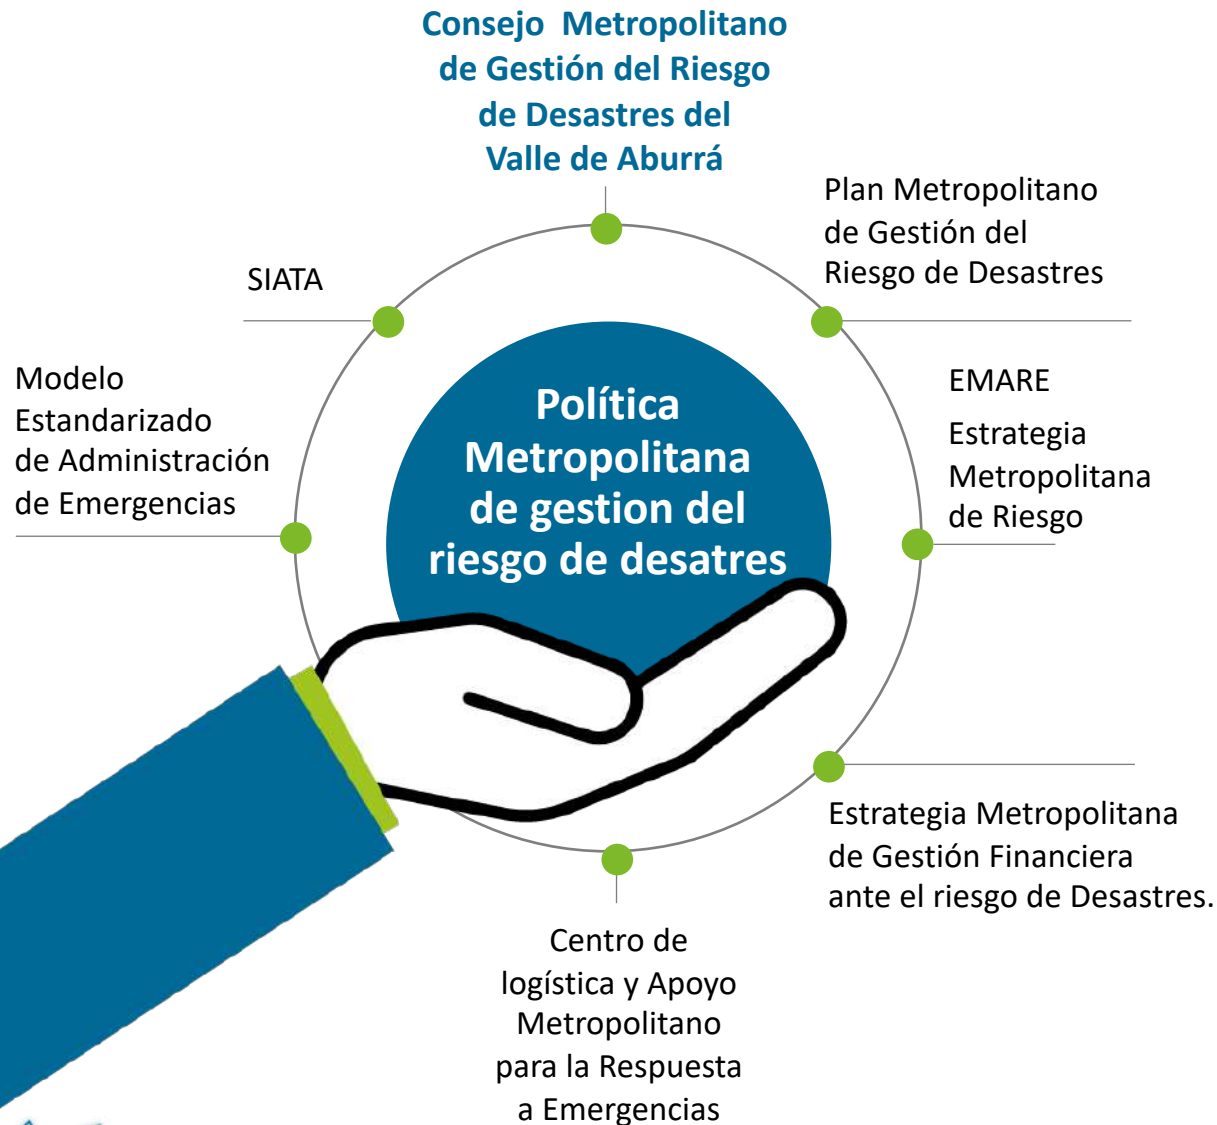 Consejo Metropolitano
de Gestión del Riesgo
de Desastres del
Valle de Aburrá
Plan Metropolitano
de Gestión del
Riesgo de Desastres
SIATA
Modelo
Estandarizado
de Administración
de Emergencias
EMARE
Estrategia
Metropolitana
de Riesgo
Política
Metropolitana
de gestion del
riesgo de desatres
Estrategia Metropolitana
de Gestión Financiera
ante el riesgo de Desastres.
Centro de
logística y Apoyo
Metropolitano
para la Respuesta
a Emergencias